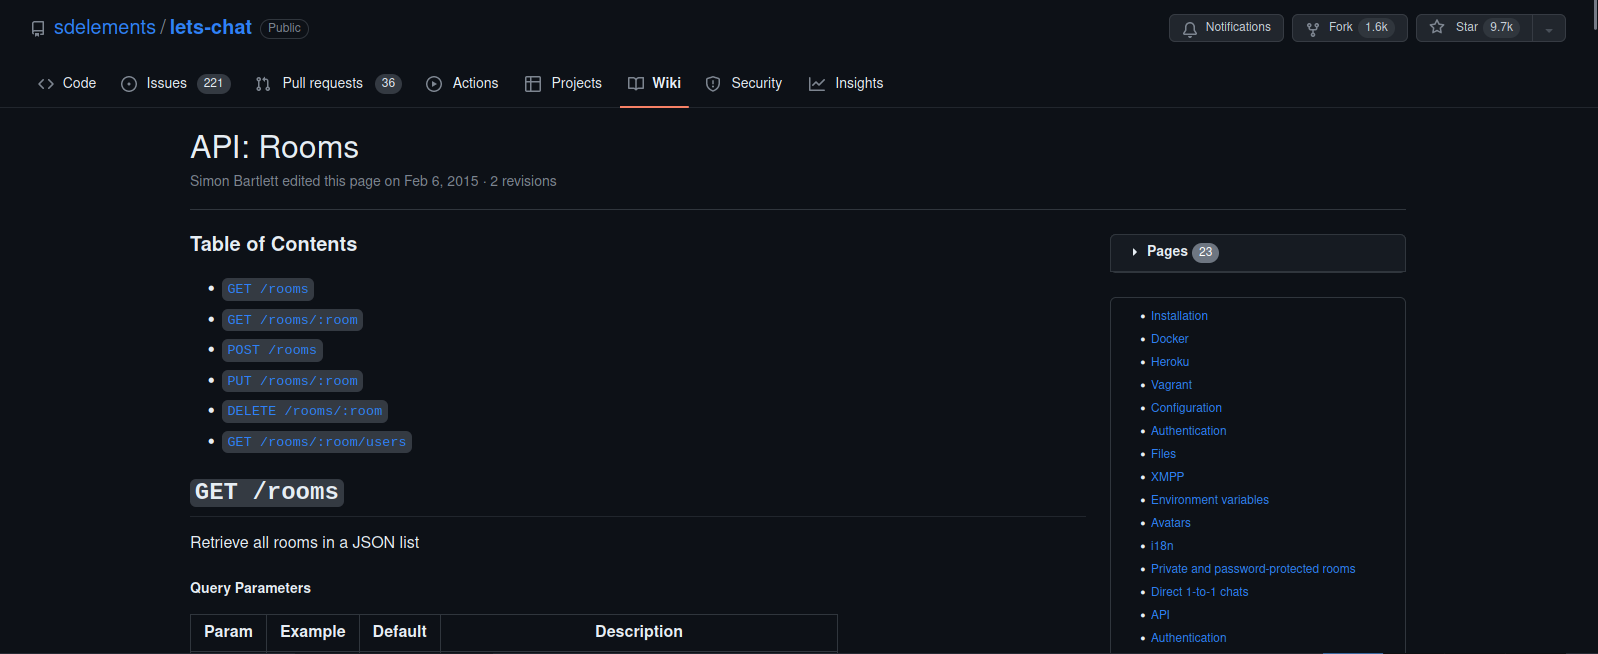 sdelements / lets-chat Public
Notifications Fork 1.6k Star 9.7k
Code Issues 221 Pull requests 36 Actions Projects Wiki Security Insights
API: Rooms
Simon Bartlett edited this page on Feb 6, 2015 · 2 revisions
Table of Contents
GET /rooms
GET /rooms/:room
POST /rooms
PUT /rooms/:room
DELETE /rooms/:room
GET /rooms/:room/users
GET /rooms
Retrieve all rooms in a JSON list
Query Parameters
Param Example Default Description
Pages 23
Installation
Docker
Heroku
Vagrant
Configuration
Authentication
Files
XMPP
Environment variables
Avatars
i18n
Private and password-protected rooms
Direct 1-to-1 chats
API
Authentication